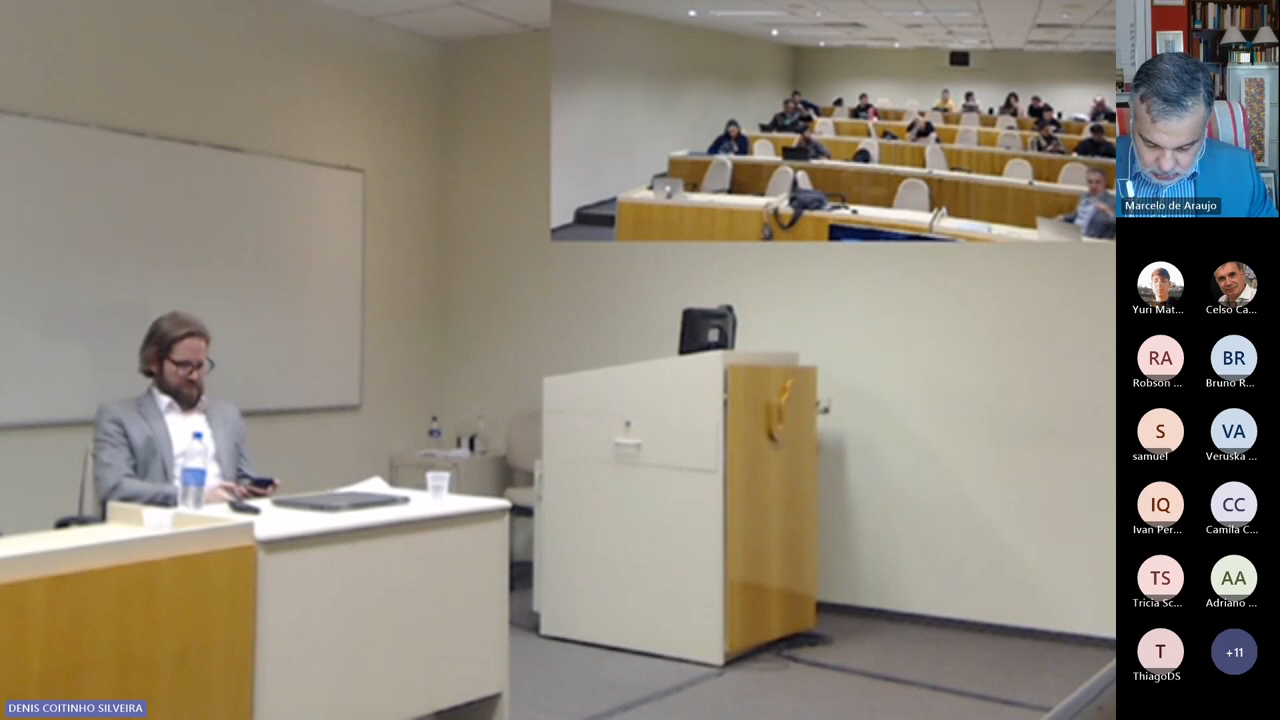 Marcelo de Araujo
Yuri Mat...
Celso Ca...
RA
BR
Robson ...
Bruno R...
S
VA
samuel
Veruska ...
IQ
CC
Ivan Per...
Camila C...
TS
AA
Tricia Sc...
Adriano ...
T
+11
ThiagoDS
DENIS COITINHO SILVEIRA